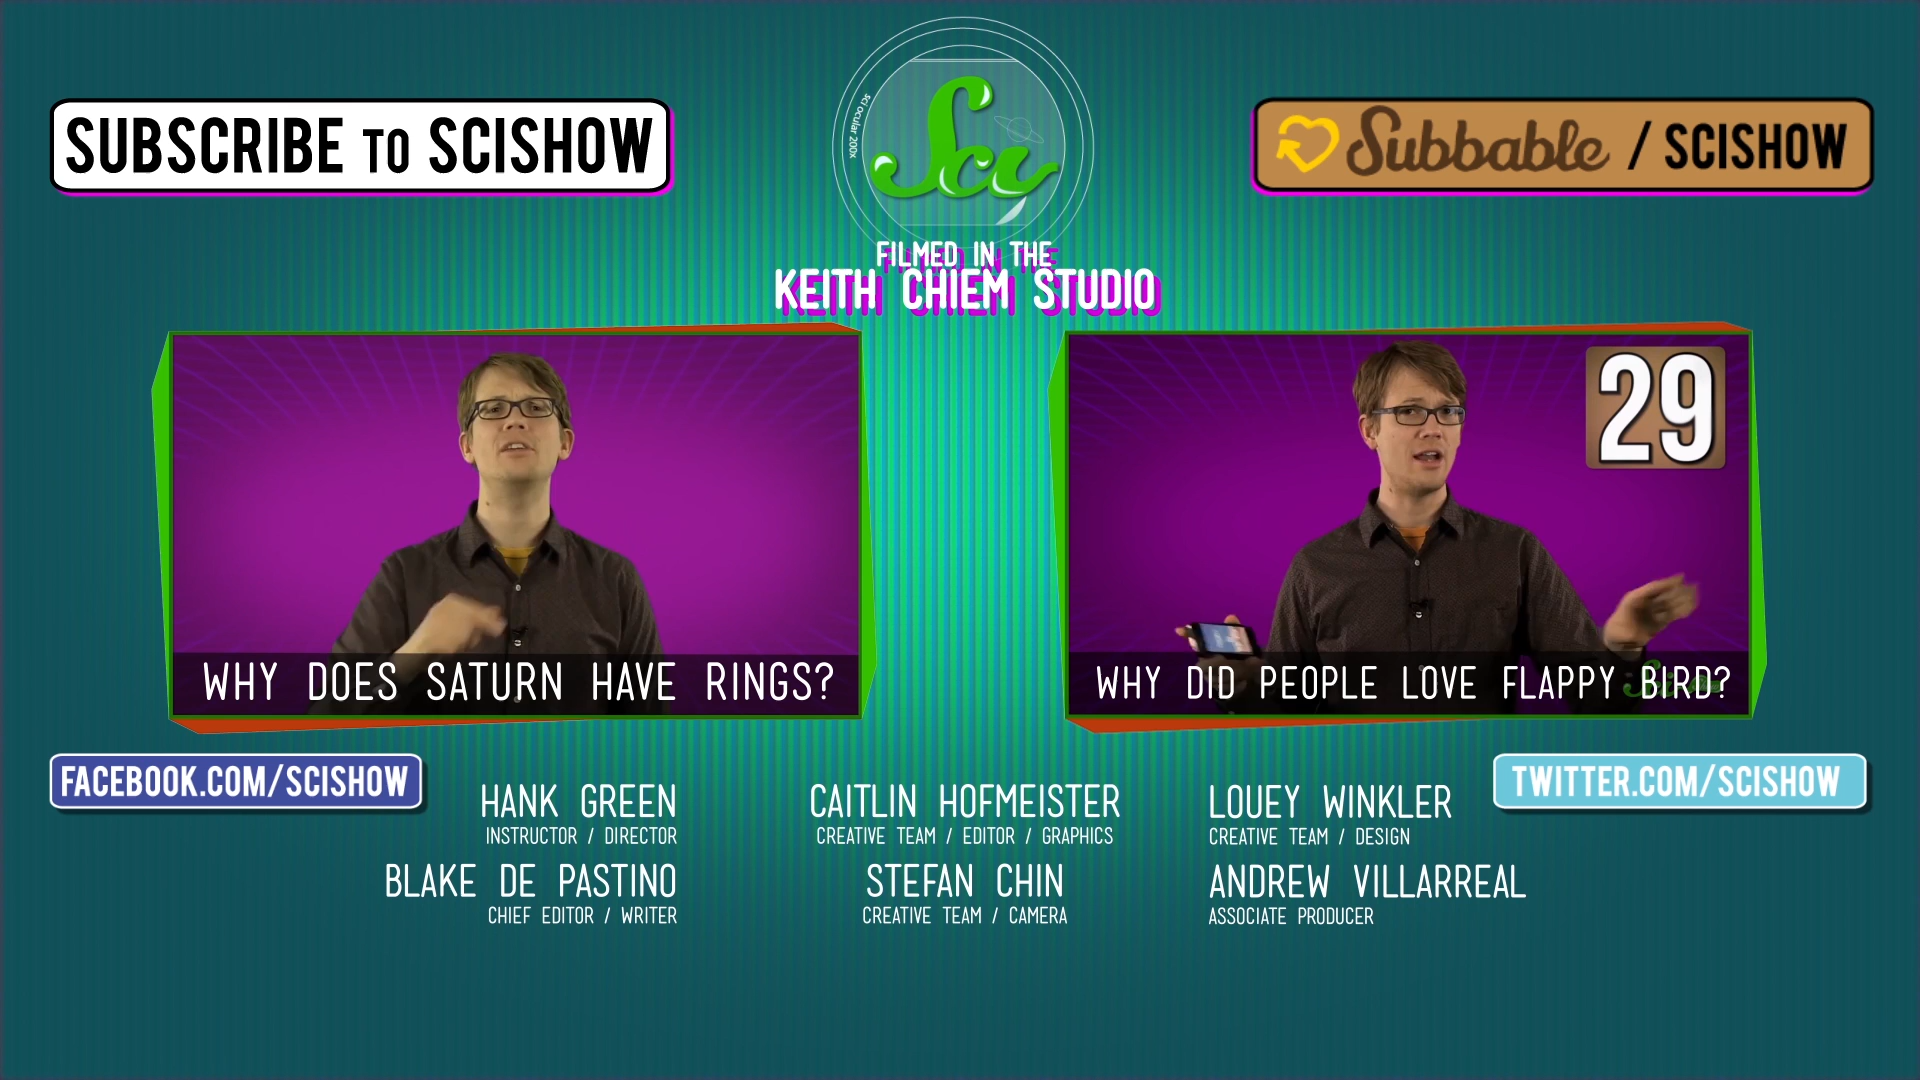 SUBSCRIBE TO SCISHOW
Sci
sci ocular 200x
Subbable / SCISHOW
FILMED IN THE
KEITH CHIEM STUDIO
29
WHY DOES SATURN HAVE RINGS?
WHY DID PEOPLE LOVE FLAPPY BIRD?
FACEBOOK.COM/SCISHOW
TWITTER.COM/SCISHOW
HANK GREEN
INSTRUCTOR / DIRECTOR
BLAKE DE PASTINO
CHIEF EDITOR / WRITER
CAITLIN HOFMEISTER
CREATIVE TEAM / EDITOR / GRAPHICS
STEFAN CHIN
CREATIVE TEAM / CAMERA
LOUEY WINKLER
CREATIVE TEAM / DESIGN
ANDREW VILLARREAL
ASSOCIATE PRODUCER